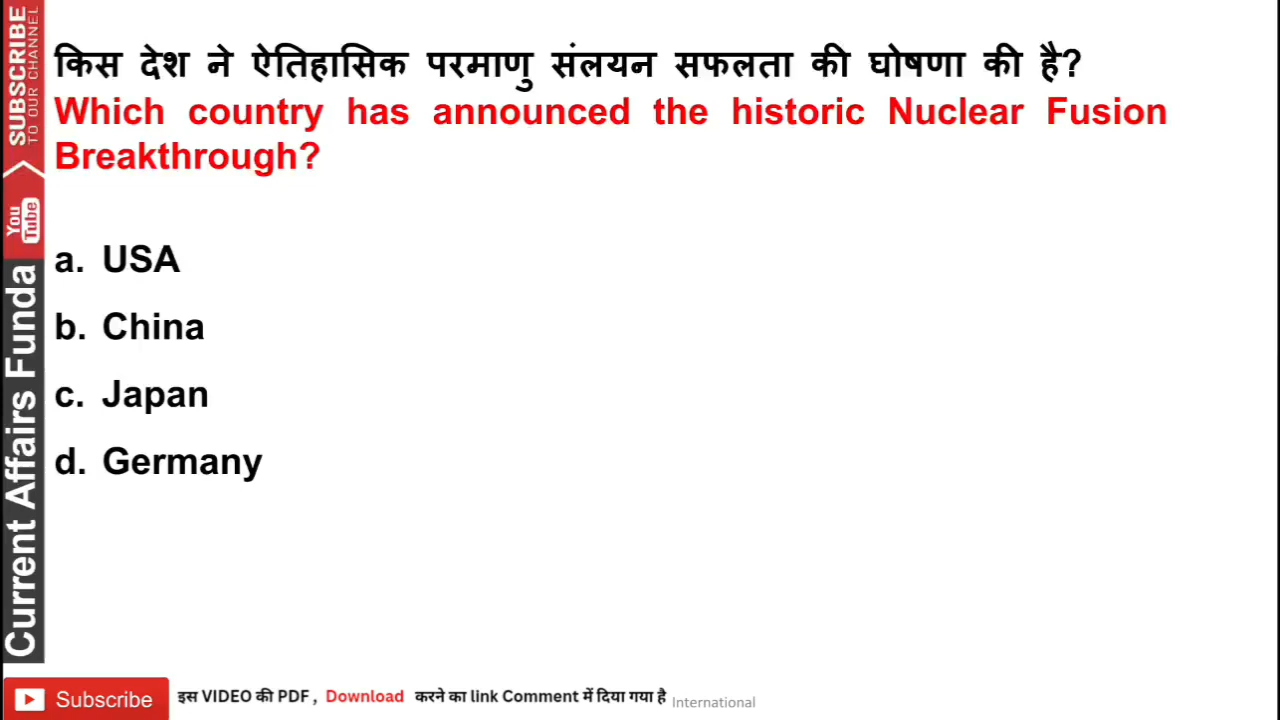 किस देश ने ऐतिहासिक परमाणु संलयन सफलता की घोषणा की है?
Which country has announced the historic Nuclear Fusion
Breakthrough?
a. USA
b. China
c. Japan
d. Germany
SUBSCRIBE
TO OUR CHANNEL
You
Tube
Current Affairs Funda
Subscribe
इस VIDEO की PDF , Download करने का link Comment में दिया गया है
International